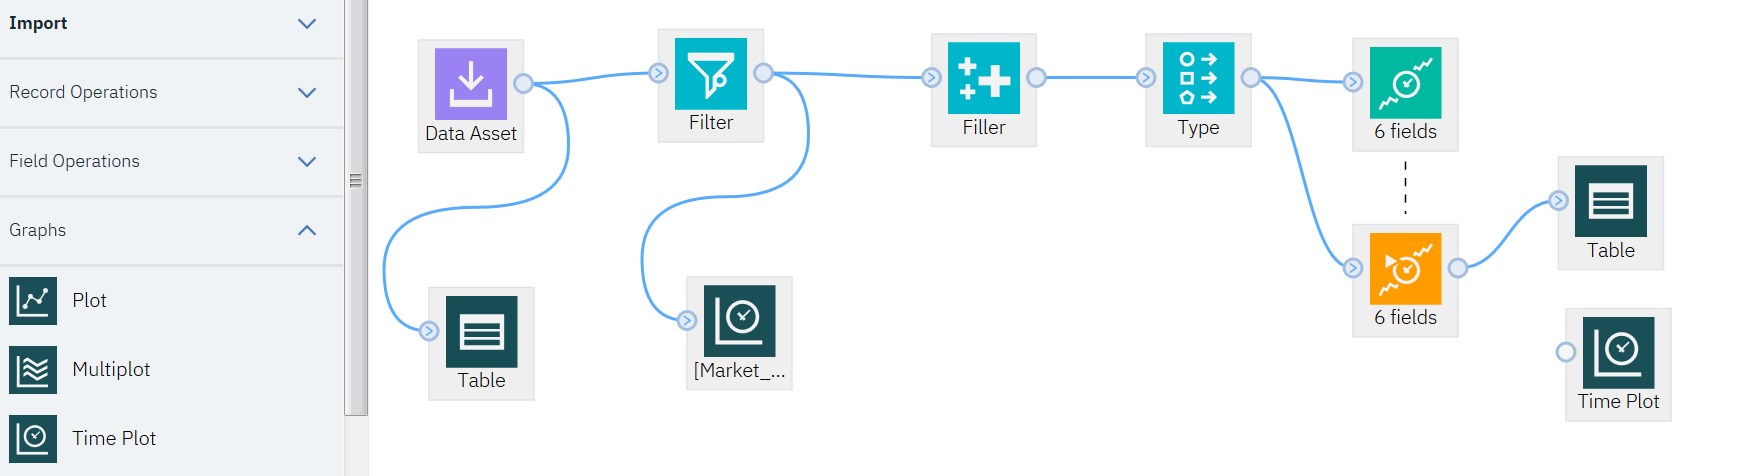 Import
Record Operations
Field Operations
Graphs
Plot
Multiplot
Time Plot
Data Asset
Filter
Filler
Type
6 fields
Table
6 fields
Table
[Market_...
Time Plot